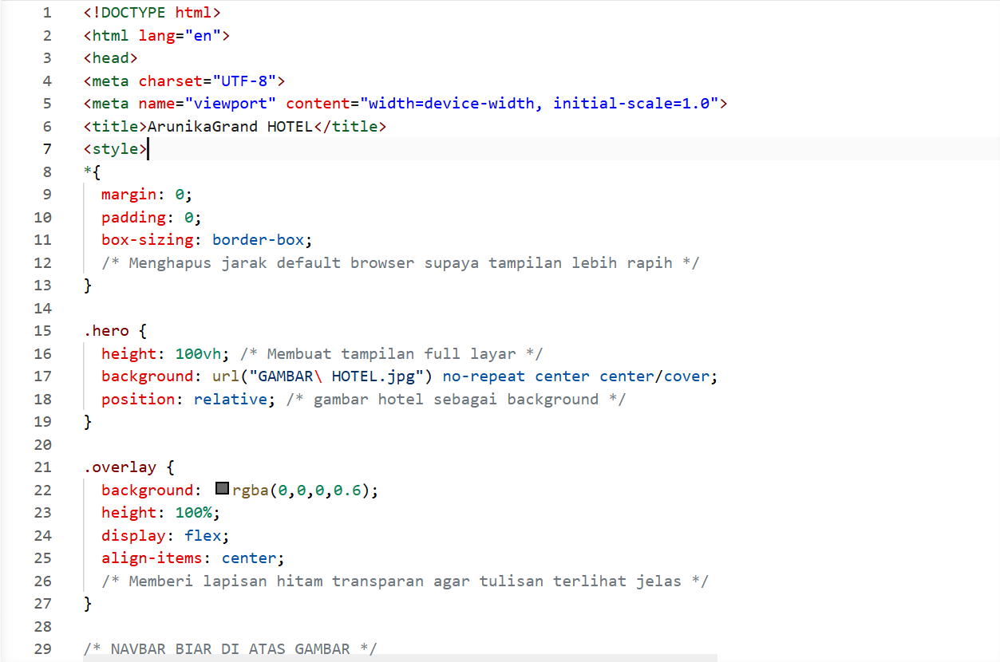 1 <!DOCTYPE html>
2 <html lang="en">
3 <head>
4 <meta charset="UTF-8">
5 <meta name="viewport" content="width=device-width, initial-scale=1.0">
6 <title>ArunikaGrand HOTEL</title>
7 <style>
8 *{
9   margin: 0;
10   padding: 0;
11   box-sizing: border-box;
12   /* Menghapus jarak default browser supaya tampilan lebih rapih */
13 }
14
15 .hero {
16   height: 100vh; /* Membuat tampilan full layar */
17   background: url("GAMBAR\ HOTEL.jpg") no-repeat center center/cover;
18   position: relative; /* gambar hotel sebagai background */
19 }
20
21 .overlay {
22   background: rgba(0,0,0,0.6);
23   height: 100%;
24   display: flex;
25   align-items: center;
26   /* Memberi lapisan hitam transparan agar tulisan terlihat jelas */
27 }
28
29 /* NAVBAR BIAR DI ATAS GAMBAR */